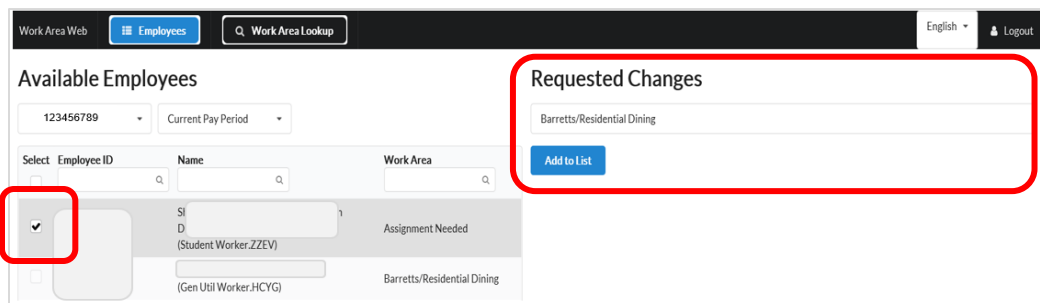 Work Area Web Employees Work Area Lookup English Logout
Available Employees
123456789 Current Pay Period
Select Employee ID Name Work Area
Sl n
D
(Student Worker.ZZEV) Assignment Needed
(Gen Util Worker.HCYG) Barretts/Residential Dining
Requested Changes
Barretts/Residential Dining
Add to List